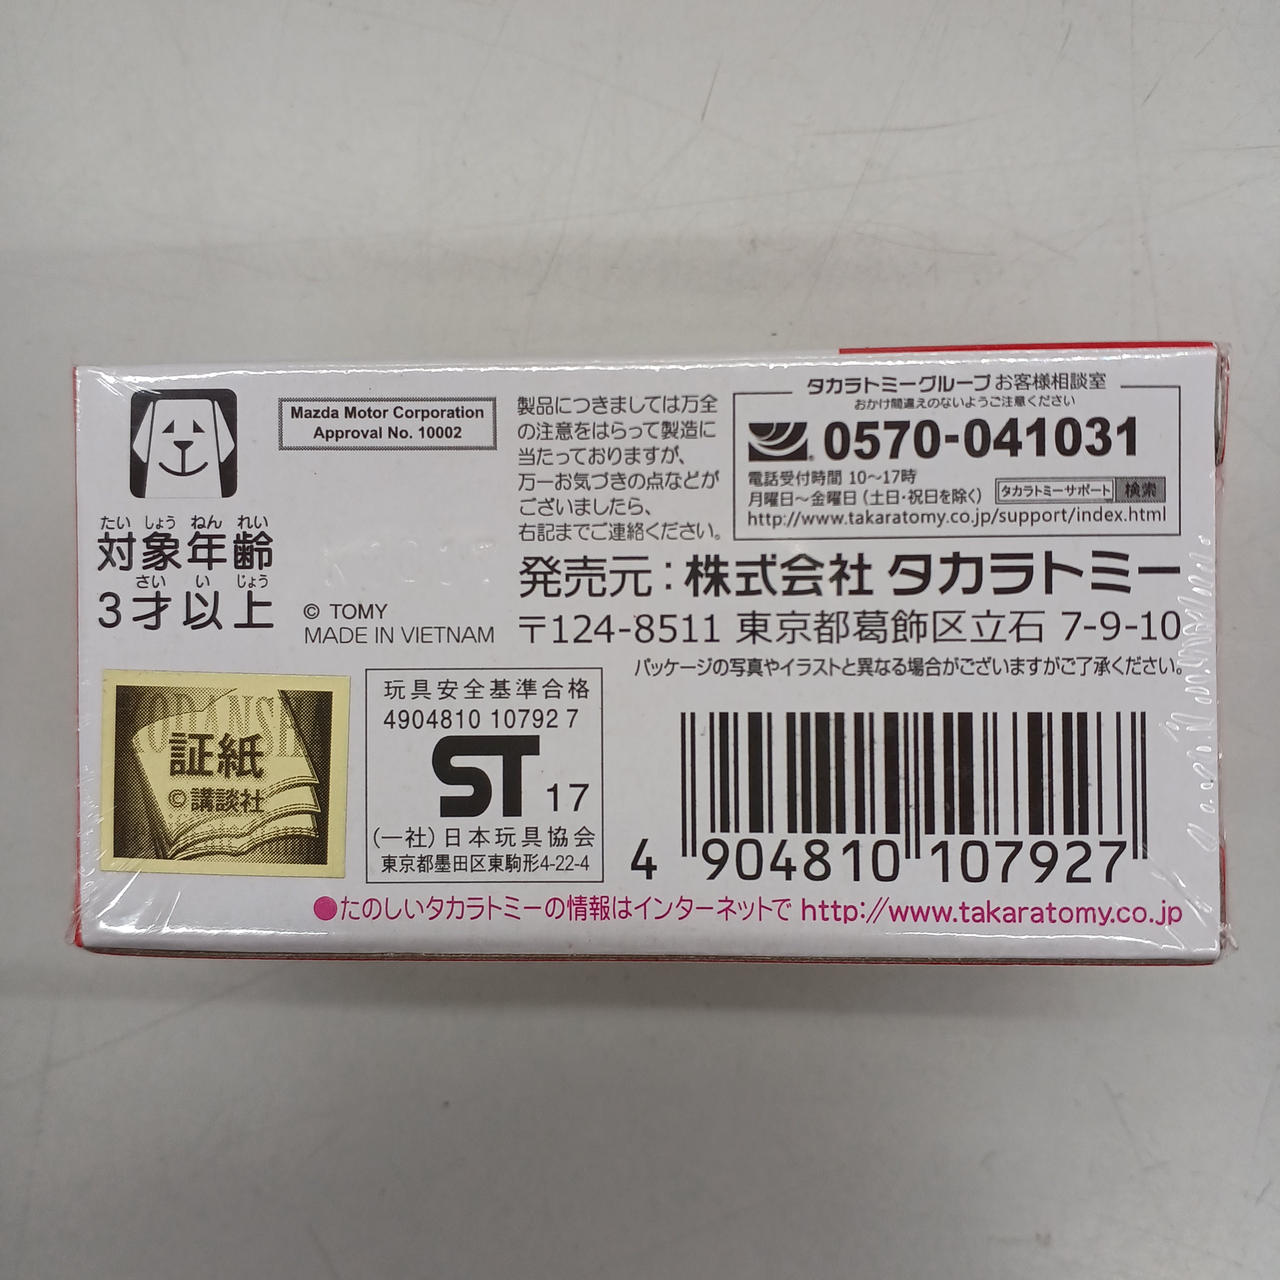 たい しょう ねん れい
対象年齢
さい い じょう
3才以上
Mazda Motor Corporation
Approval No. 10002
© TOMY
MADE IN VIETNAM
製品につきましては万全
の注意をはらって製造に
当たっておりますが、
万一お気づきの点などが
ございましたら、
右記までご連絡ください。
タカラトミーグループ お客様相談室
おかけ間違えのないようご注意ください
0570-041031
電話受付時間 10～17時
月曜日～金曜日（土日・祝日を除く）
タカラトミーサポート 検索
http://www.takaratomy.co.jp/support/index.html
発売元：株式会社 タカラトミー
〒124-8511 東京都葛飾区立石 7-9-10
パッケージの写真やイラストと異なる場合がございますがご了承ください。
KODANSHA
証紙
©講談社
玩具安全基準合格
4904810 10792 7
ST 17
（一社）日本玩具協会
東京都墨田区東駒形4-22-4
4 904810 107927
●たのしいタカラトミーの情報はインターネットで http://www.takaratomy.co.jp